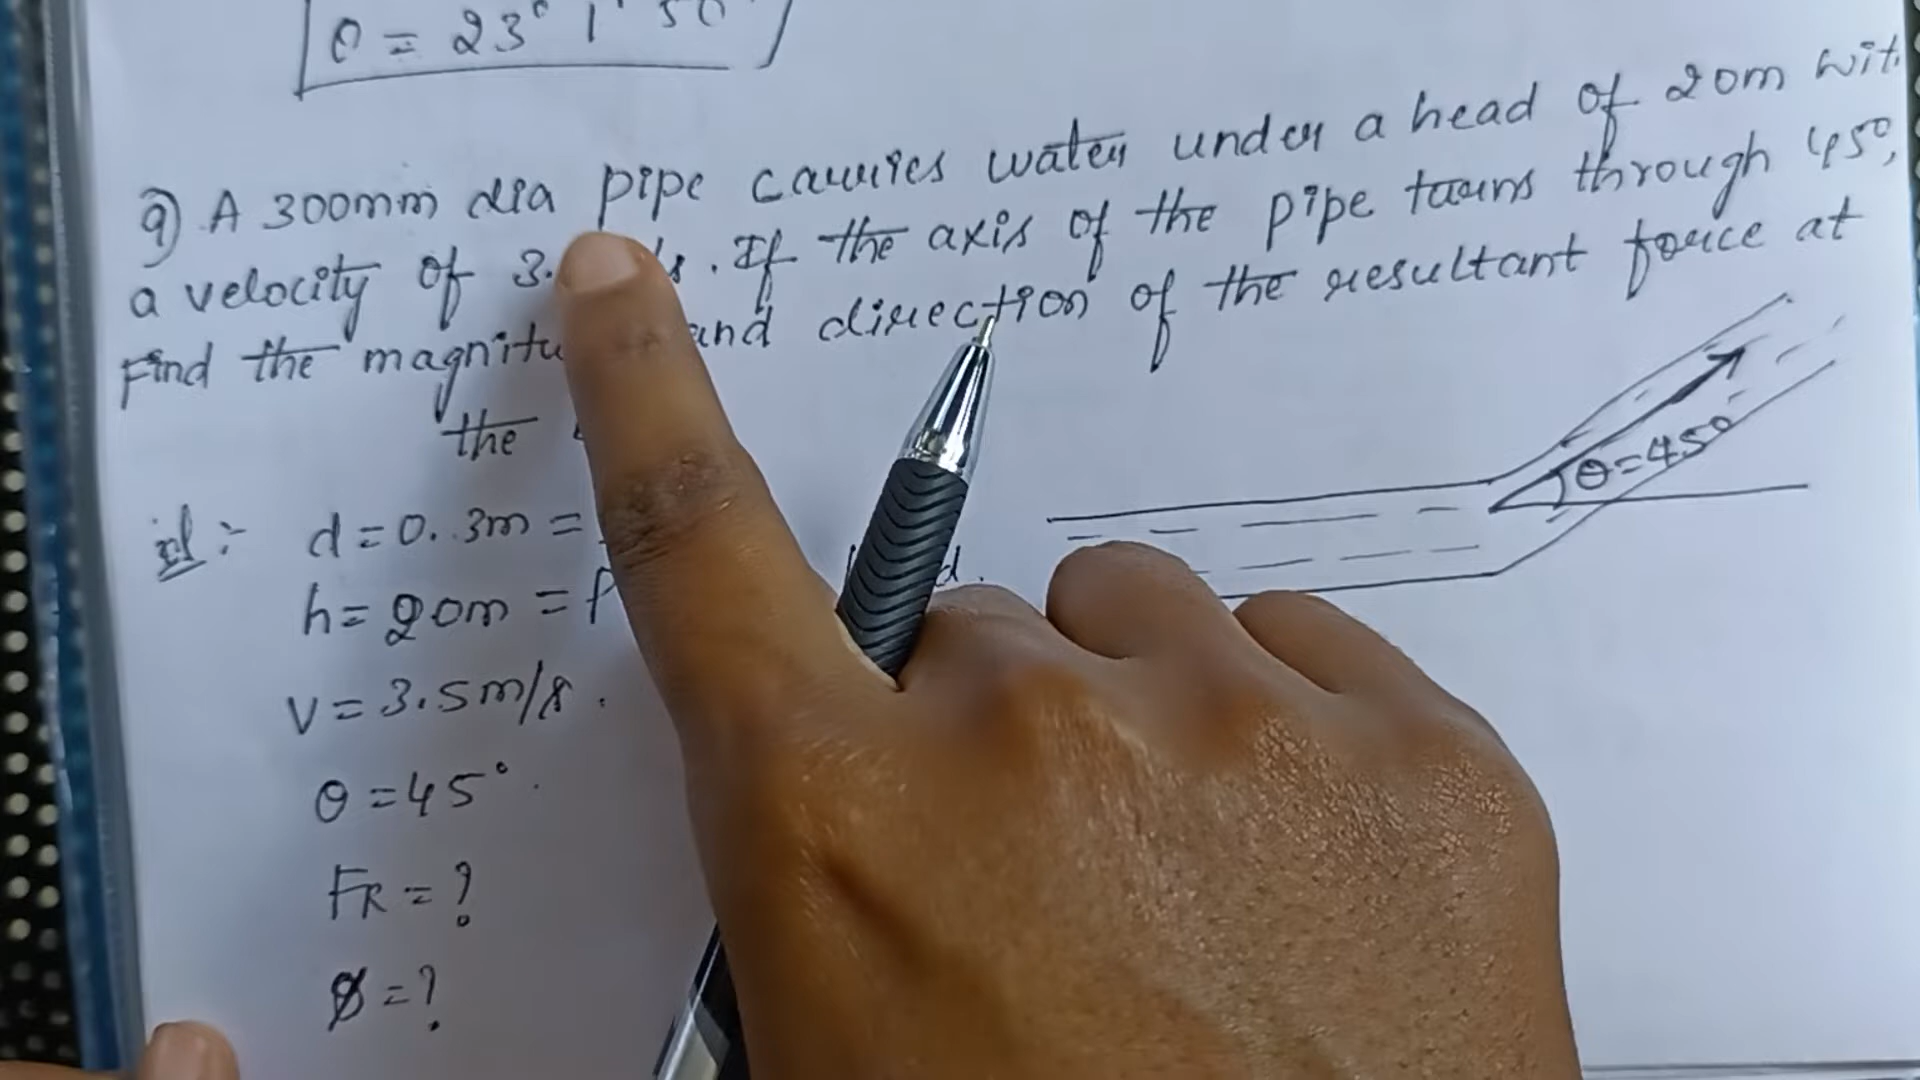 θ = 23° 1' 50
9) A 300mm dia pipe carries water under a head of 20m wit
a velocity of 3. /s. If the axis of the pipe turns through 45°,
Find the magnitu and direction of the resultant force at
the
d = 0.3m =
h = 20m = P
d.
V = 3.5m/s.
θ = 45°.
FR = ?
Ø = ?
θ=45°